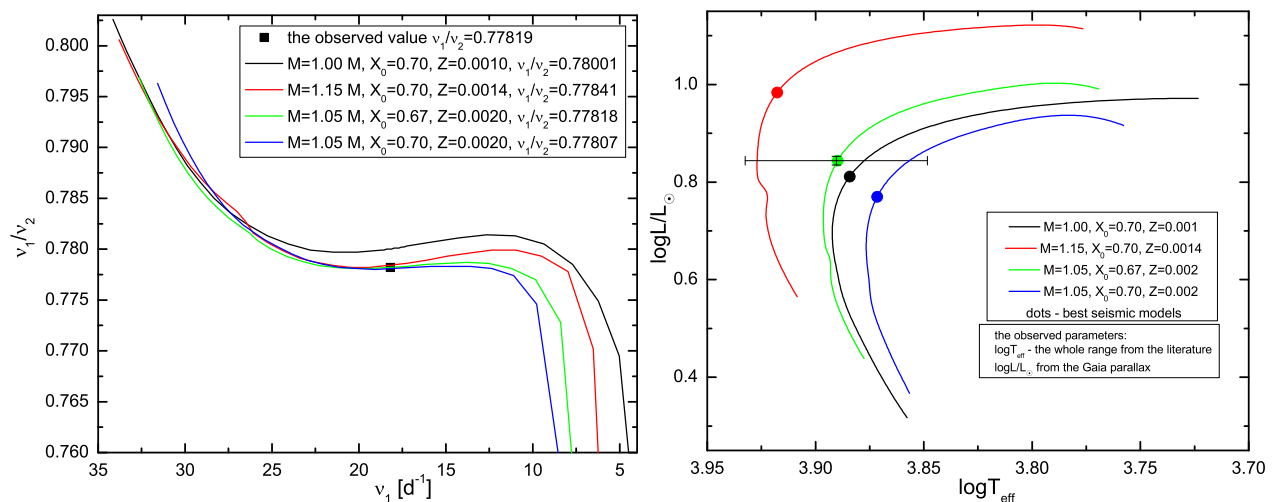 0.800
0.795
0.790
0.785
0.780
0.775
0.770
0.765
0.760
ν₁/ν₂
35
30
25
20
15
10
5
ν₁ [d⁻¹]
the observed value ν₁/ν₂=0.77819
M=1.00 M, X₀=0.70, Z=0.0010, ν₁/ν₂=0.78001
M=1.15 M, X₀=0.70, Z=0.0014, ν₁/ν₂=0.77841
M=1.05 M, X₀=0.67, Z=0.0020, ν₁/ν₂=0.77818
M=1.05 M, X₀=0.70, Z=0.0020, ν₁/ν₂=0.77807
1.0
0.8
0.6
0.4
logL/L☉
3.95
3.90
3.85
3.80
3.75
3.70
logTeff
M=1.00, X₀=0.70, Z=0.001
M=1.15, X₀=0.70, Z=0.0014
M=1.05, X₀=0.67, Z=0.002
M=1.05, X₀=0.70, Z=0.002
dots - best seismic models
the observed parameters:
logTeff - the whole range from the literature
logL/L☉ from the Gaia parallax